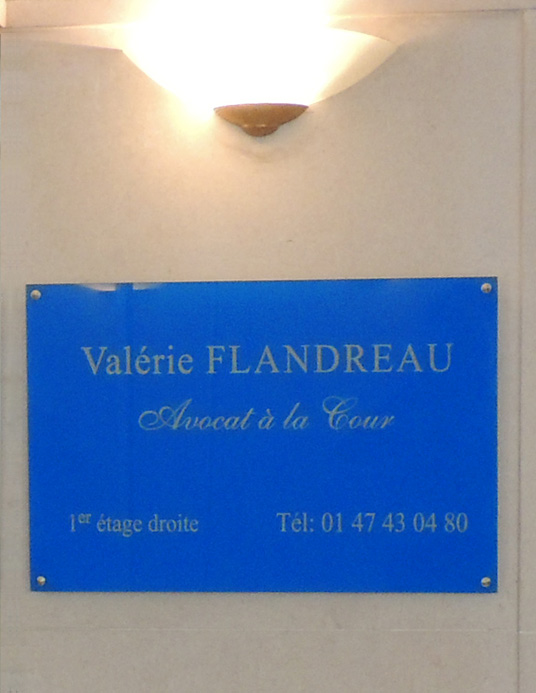 Valérie FLANDREAU
Avocat à la Cour
1er étage droite Tél: 01 47 43 04 80